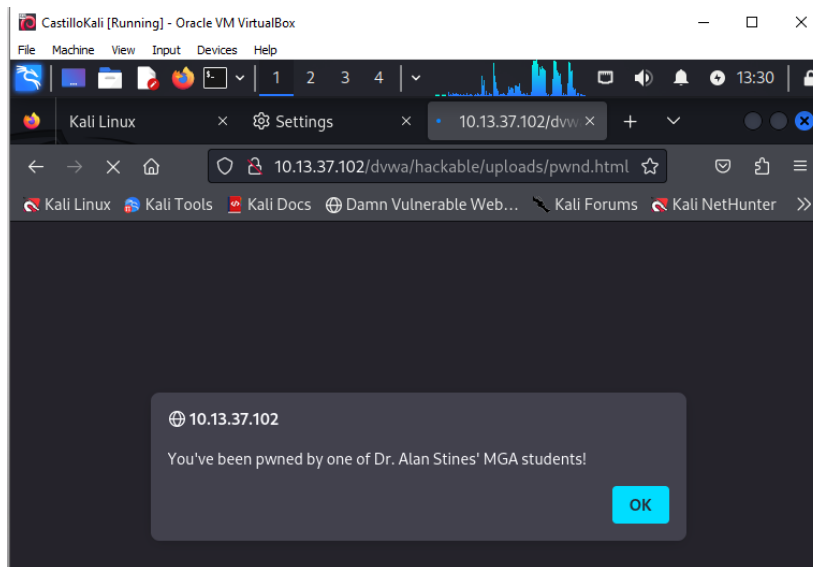 CastilloKali [Running] - Oracle VM VirtualBox
File Machine View Input Devices Help
1 2 3 4 13:30
Kali Linux Settings 10.13.37.102/dvw
10.13.37.102/dvwa/hackable/uploads/pwnd.html
Kali Linux Kali Tools Kali Docs Damn Vulnerable Web... Kali Forums Kali NetHunter
10.13.37.102
You've been pwned by one of Dr. Alan Stines' MGA students!
OK